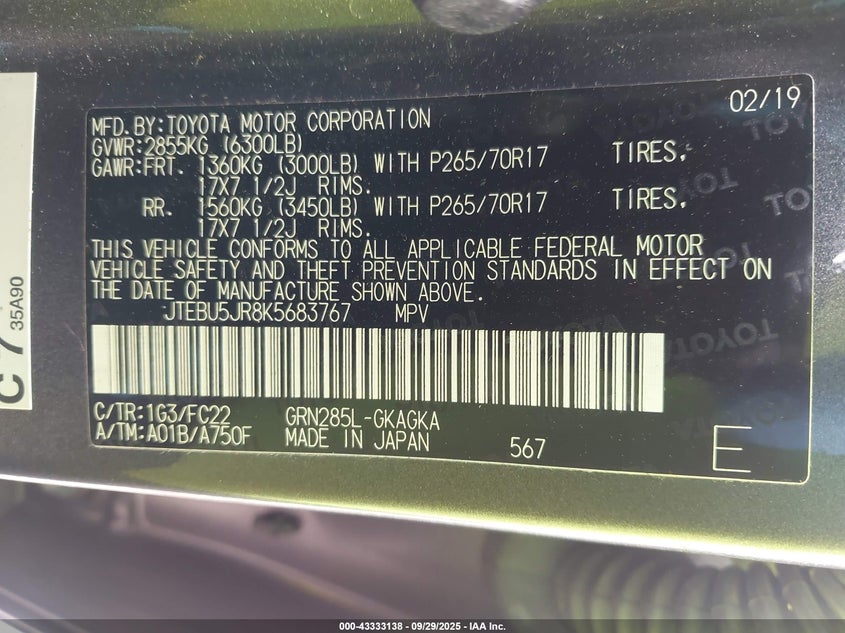 02/19
MFD. BY: TOYOTA MOTOR CORPORATION
GVWR: 2855KG (6300LB)
GAWR: FRT. 1360KG (3000LB) WITH P265/70R17 TIRES,
17X7 1/2J RIMS.
RR. 1560KG (3450LB) WITH P265/70R17 TIRES,
17X7 1/2J RIMS.
THIS VEHICLE CONFORMS TO ALL APPLICABLE FEDERAL MOTOR
VEHICLE SAFETY AND THEFT PREVENTION STANDARDS IN EFFECT ON
THE DATE OF MANUFACTURE SHOWN ABOVE.
JTEBU5JR8K5683767 MPV
C/TR: 1G3/FC22 GRN285L-GKAGKA
A/TM: A01B/A750F MADE IN JAPAN 567 E
35A90
TOYOTA
000-43333138 - 09/29/2025 - IAA Inc.